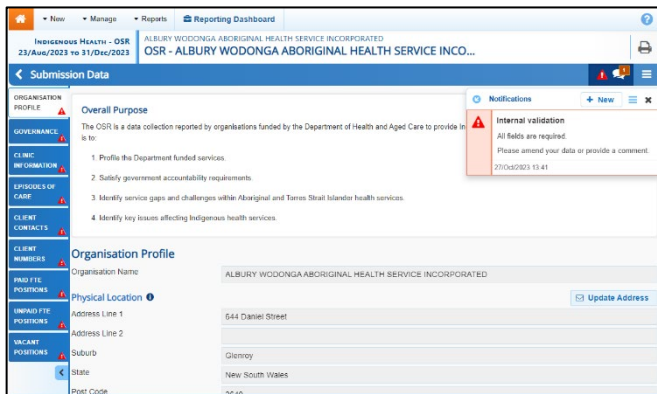 New Manage Reports Reporting Dashboard
INDIGENOUS HEALTH - OSR
23/AUG/2023 TO 31/DEC/2023
ALBURY WODONGA ABORIGINAL HEALTH SERVICE INCORPORATED
OSR - ALBURY WODONGA ABORIGINAL HEALTH SERVICE INCO...
Submission Data
ORGANISATION
PROFILE
GOVERNANCE
CLINIC
INFORMATION
EPISODES OF
CARE
CLIENT
CONTACTS
CLIENT
NUMBERS
PAID FTE
POSITIONS
UNPAID FTE
POSITIONS
VACANT
POSITIONS
Notifications + New
Internal validation
All fields are required.
Please amend your data or provide a comment.
27/Oct/2023 13:41
Overall Purpose
The OSR is a data collection reported by organisations funded by the Department of Health and Aged Care to provide
is to:
1. Profile the Department funded services.
2. Satisfy government accountability requirements.
3. Identify service gaps and challenges within Aboriginal and Torres Strait Islander health services.
4. Identify key issues affecting Indigenous health services.
Organisation Profile
Organisation Name ALBURY WODONGA ABORIGINAL HEALTH SERVICE INCORPORATED
Physical Location Update Address
Address Line 1 644 Daniel Street
Address Line 2
Suburb Glenroy
State New South Wales
Post Code